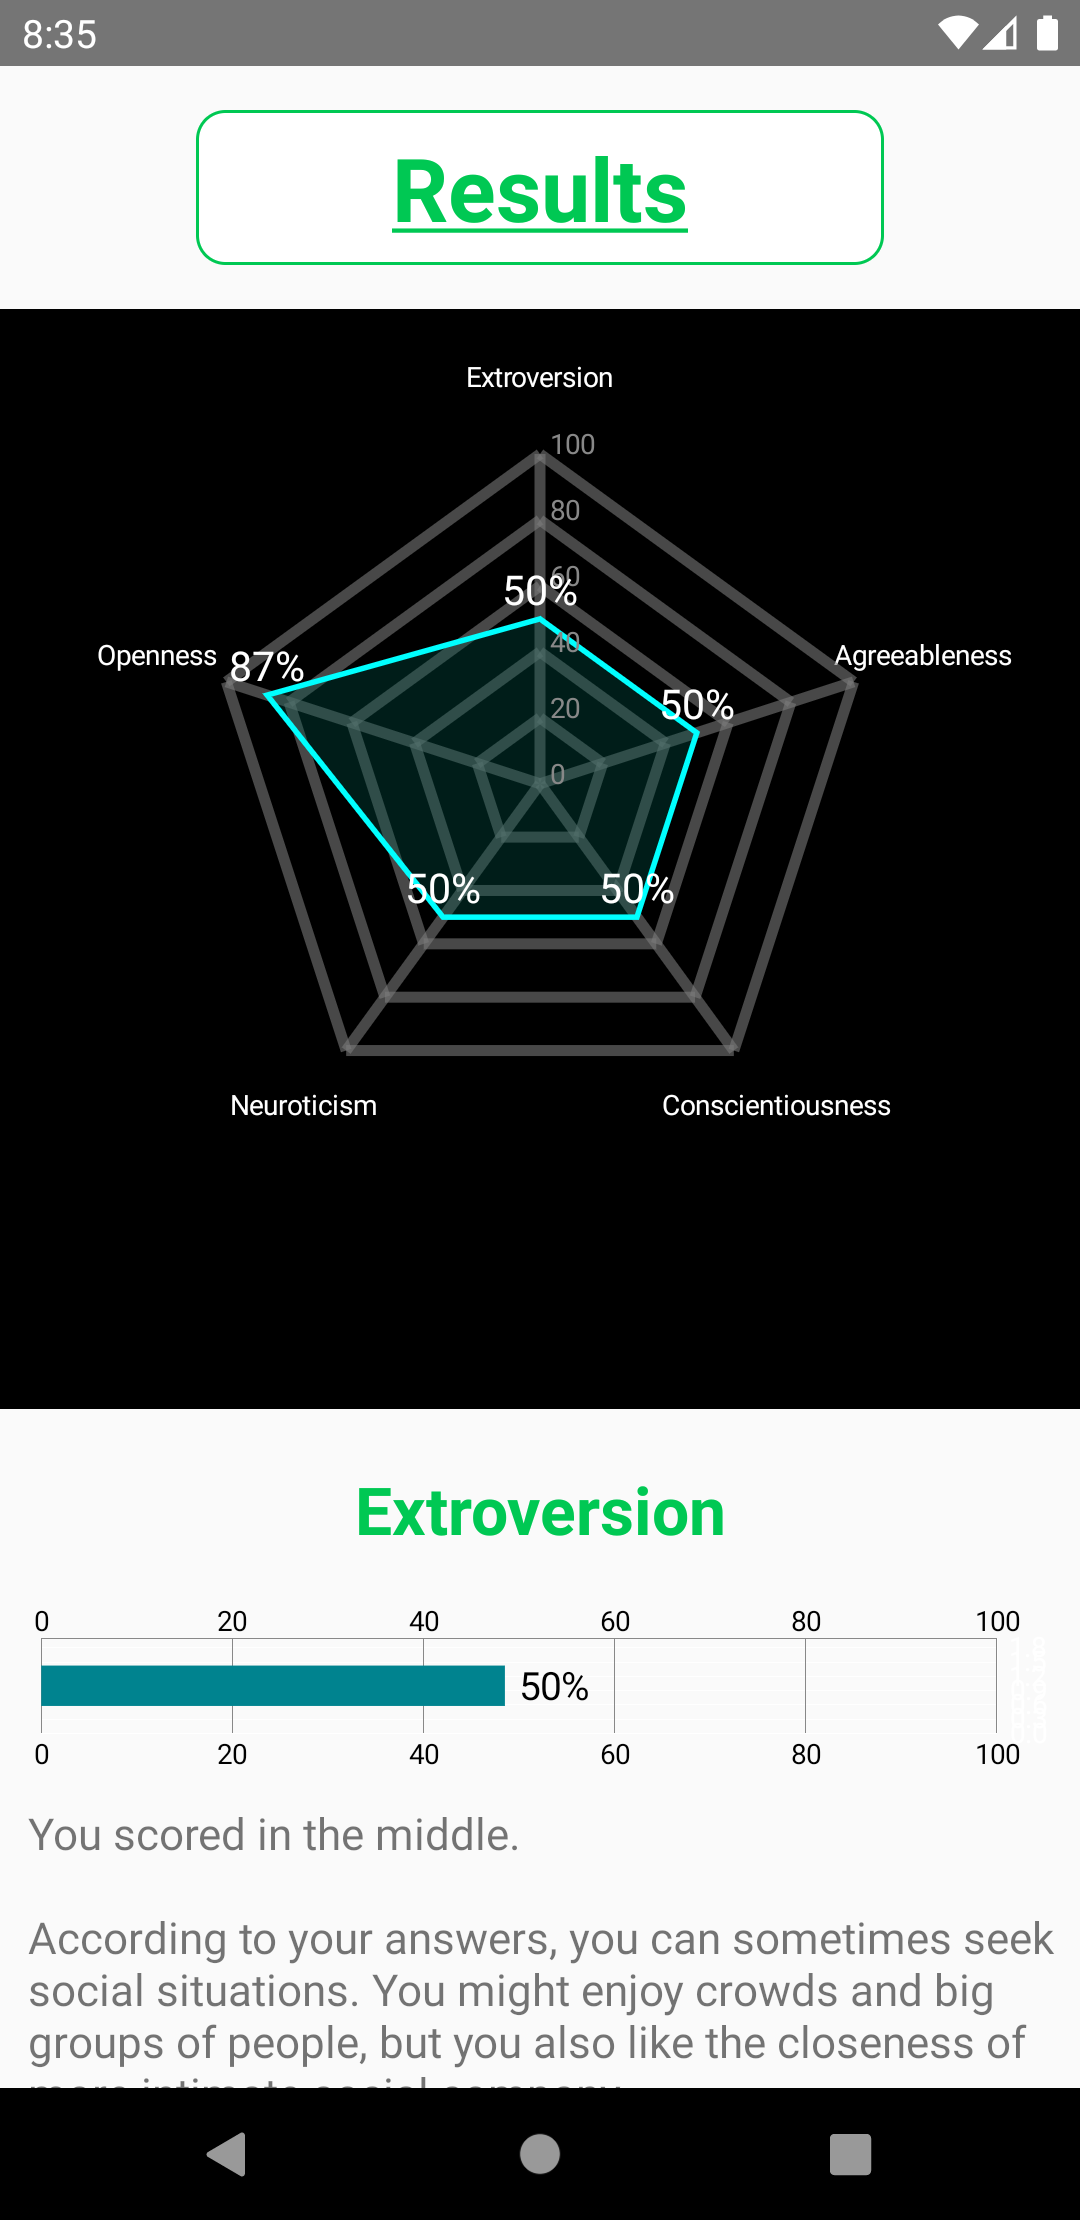 8:35
Results
Extroversion
100
80
60
50%
40
Openness
87%
Agreeableness
50%
20
0
50%
50%
Neuroticism
Conscientiousness
Extroversion
0 20 40 60 80 100
50%
0 20 40 60 80 100
You scored in the middle.
According to your answers, you can sometimes seek
social situations. You might enjoy crowds and big
groups of people, but you also like the closeness of